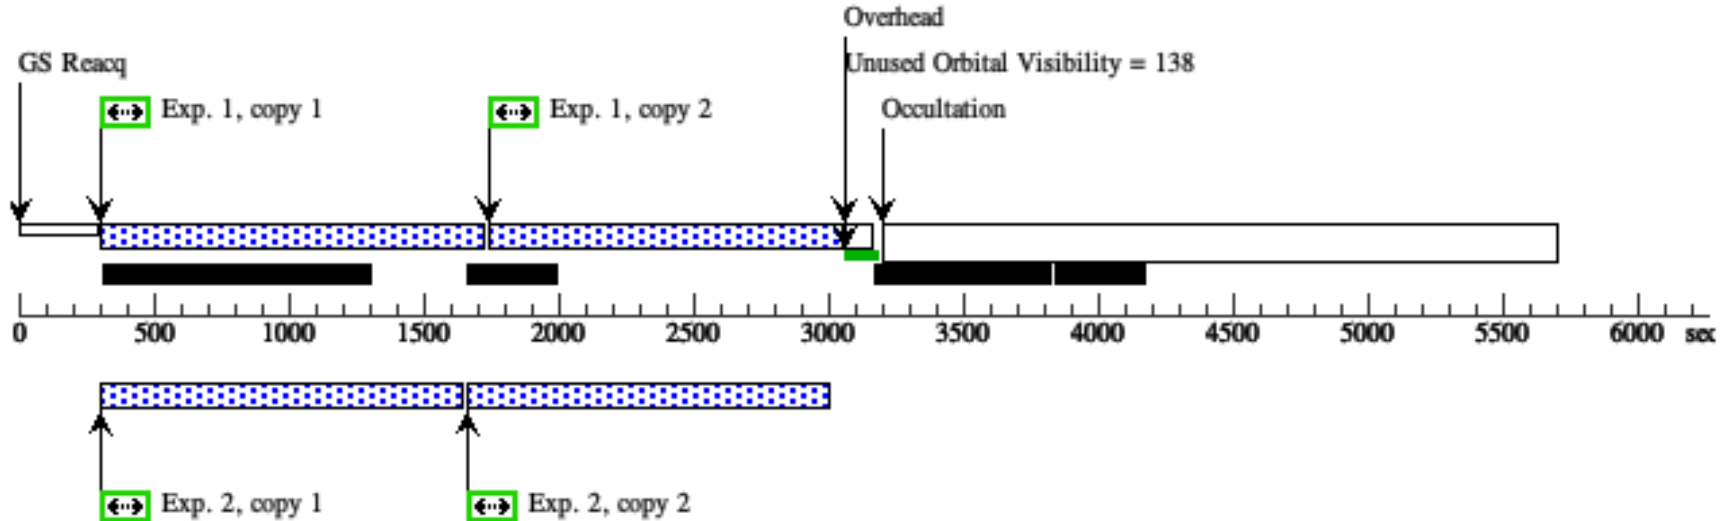 Overhead
GS Reacq
Unused Orbital Visibility = 138
Exp. 1, copy 1
Exp. 1, copy 2
Occultation
0 500 1000 1500 2000 2500 3000 3500 4000 4500 5000 5500 6000 sec
Exp. 2, copy 1
Exp. 2, copy 2